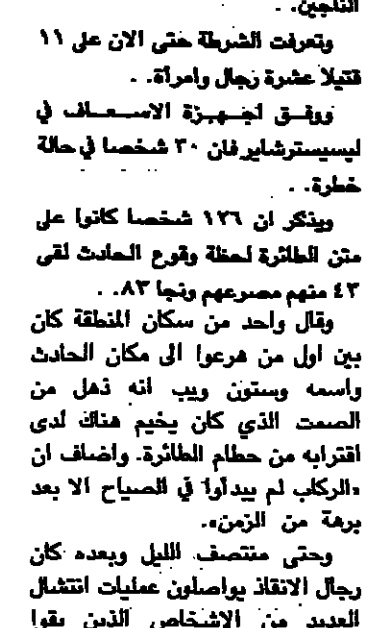 الناجين. .
وتعرفت الشرطة حتى الان على ١١
قتيلا عشرة رجال وامرأة. .
ووفق اجهزة الاسعاف في
ليسيسترشاير فان ٣٠ شخصا في حالة
خطرة. .
ويذكر ان ١٢٦ شخصا كانوا على
متن الطائرة لحظة وقوع الحادث لقى
٤٣ منهم مصرعهم ونجا ٨٣. .
وقال واحد من سكان المنطقة كان
بين اول من هرعوا الى مكان الحادث
واسمه وستون ويب انه ذهل من
الصمت الذي كان يخيم هناك لدى
اقترابه من حطام الطائرة. واضاف ان
«الركاب لم يبدأوا في الصياح الا بعد
برهة من الزمن».
وحتى منتصف الليل وبعده كان
رجال الانقاذ يواصلون عمليات انتشال
العديد من الاشخاص الذين بقوا